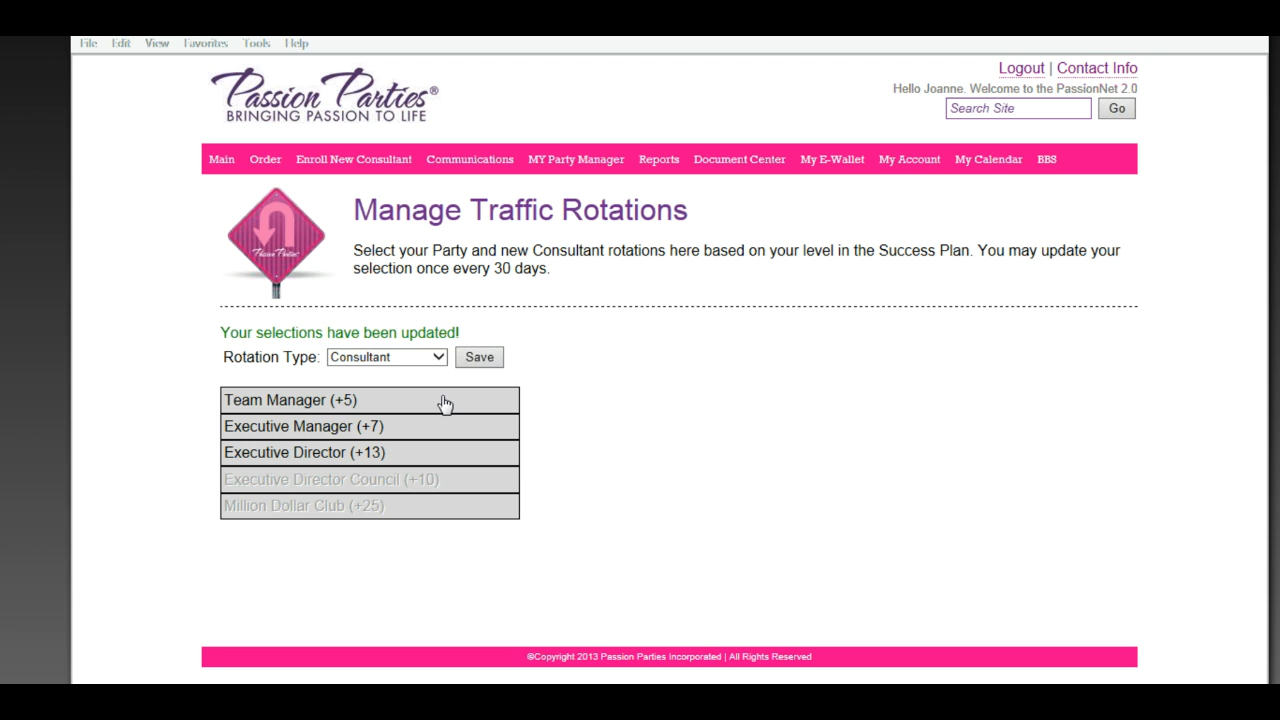 File Edit View Favorites Tools Help
Logout | Contact Info
Hello Joanne. Welcome to the PassionNet 2.0
Search Site Go
Passion Parties®
BRINGING PASSION TO LIFE
Main Order Enroll New Consultant Communications MY Party Manager Reports Document Center My E-Wallet My Account My Calendar BBS
Passion Parties
Manage Traffic Rotations
Select your Party and new Consultant rotations here based on your level in the Success Plan. You may update your
selection once every 30 days.
Your selections have been updated!
Rotation Type: Consultant Save
Team Manager (+5)
Executive Manager (+7)
Executive Director (+13)
Executive Director Council (+10)
Million Dollar Club (+25)
©Copyright 2013 Passion Parties Incorporated | All Rights Reserved